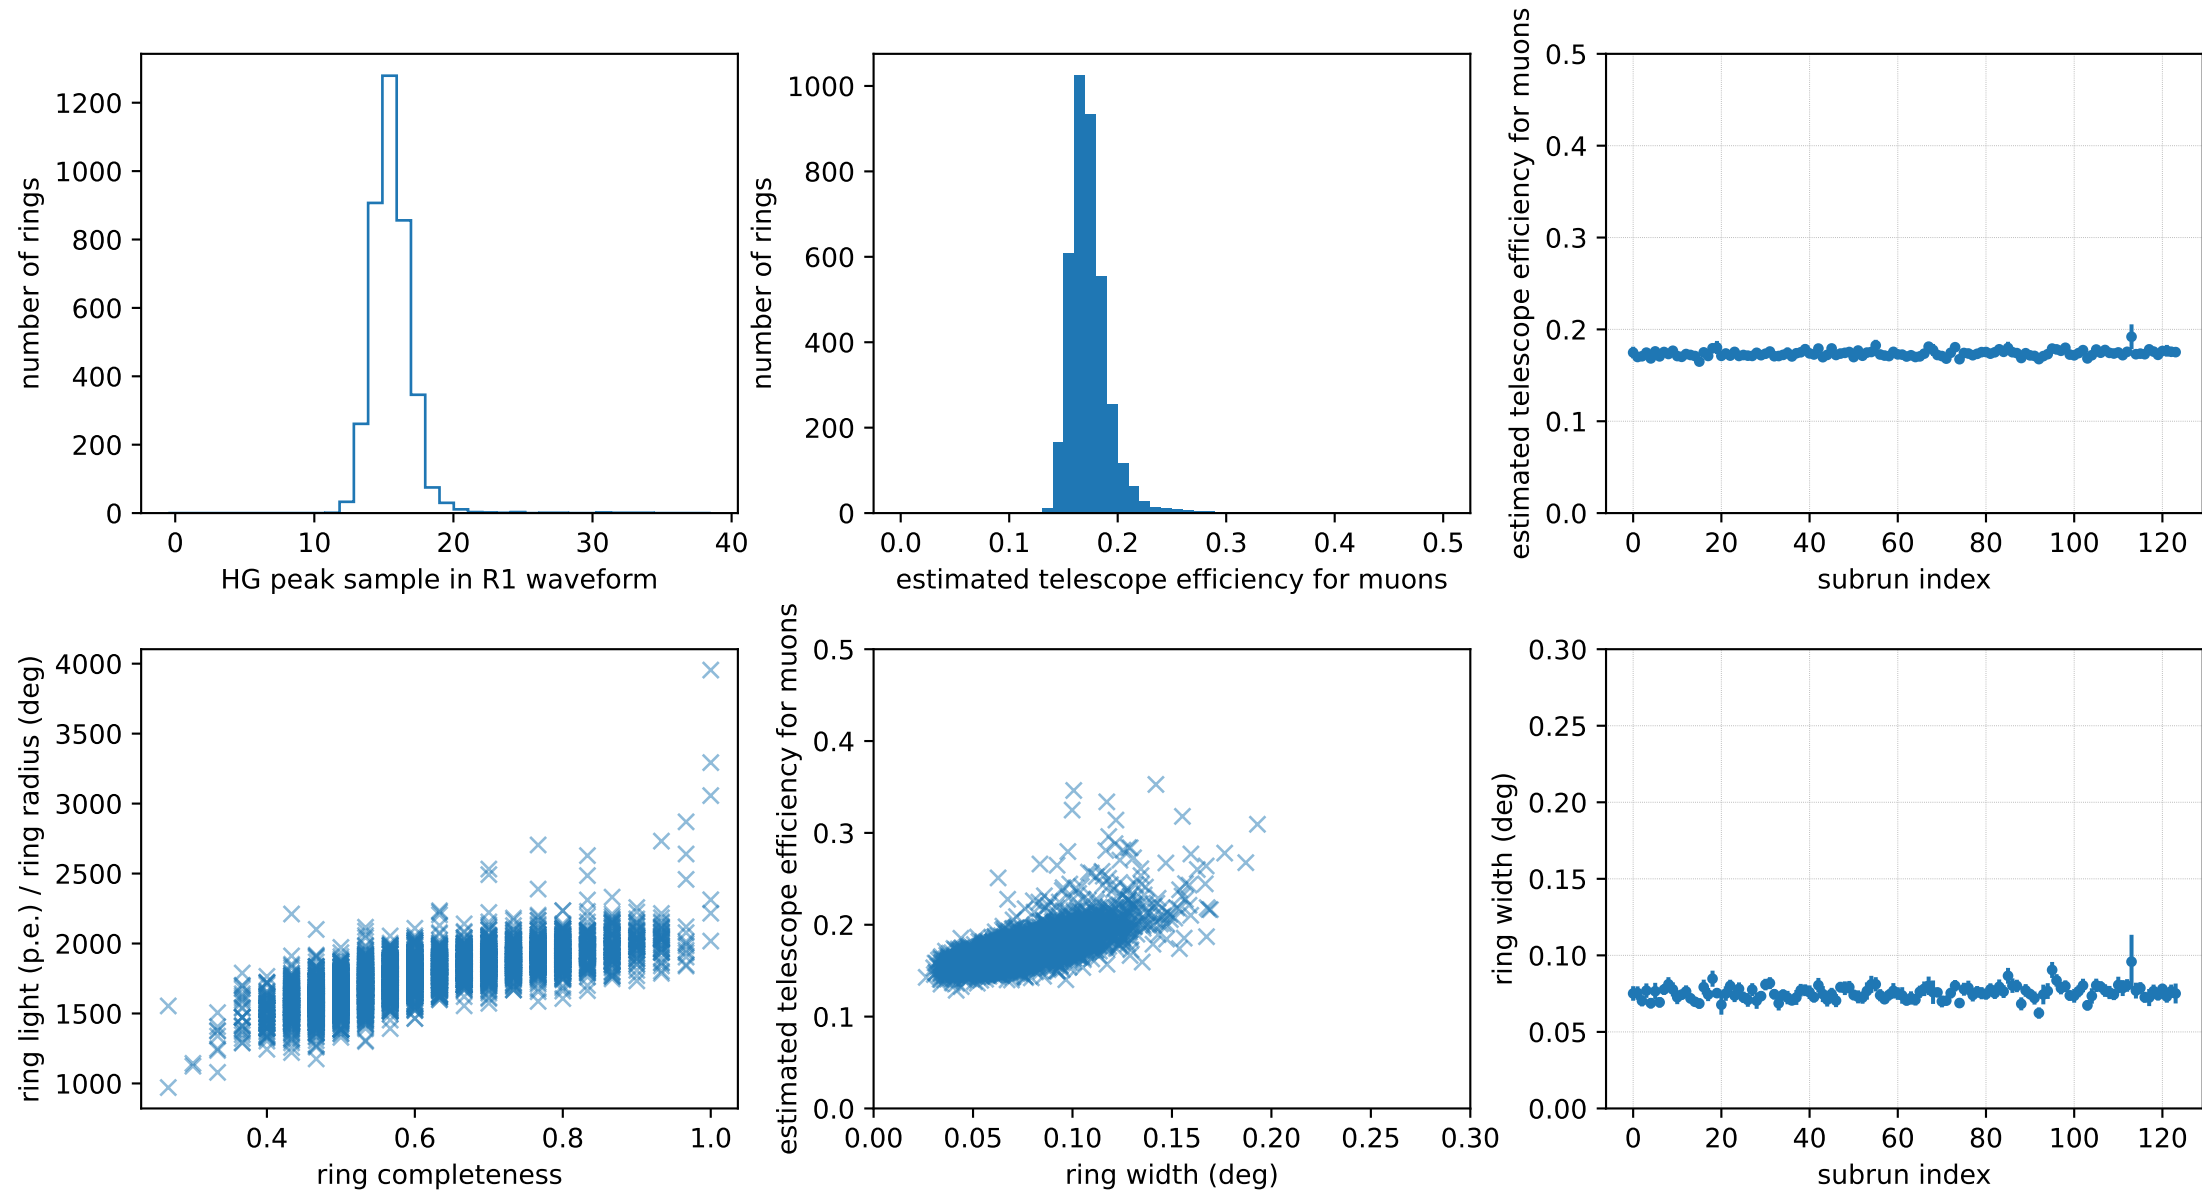 number of rings
1200
1000
800
600
400
200
0
0 10 20 30 40
HG peak sample in R1 waveform
number of rings
1000
800
600
400
200
0
0.0 0.1 0.2 0.3 0.4 0.5
estimated telescope efficiency for muons
estimated telescope efficiency for muons
0.5
0.4
0.3
0.2
0.1
0.0
0 20 40 60 80 100 120
subrun index
ring light (p.e.) / ring radius (deg)
4000
3500
3000
2500
2000
1500
1000
0.4 0.6 0.8 1.0
ring completeness
estimated telescope efficiency for muons
0.5
0.4
0.3
0.2
0.1
0.0
0.00 0.05 0.10 0.15 0.20 0.25 0.30
ring width (deg)
ring width (deg)
0.30
0.25
0.20
0.15
0.10
0.05
0.00
0 20 40 60 80 100 120
subrun index